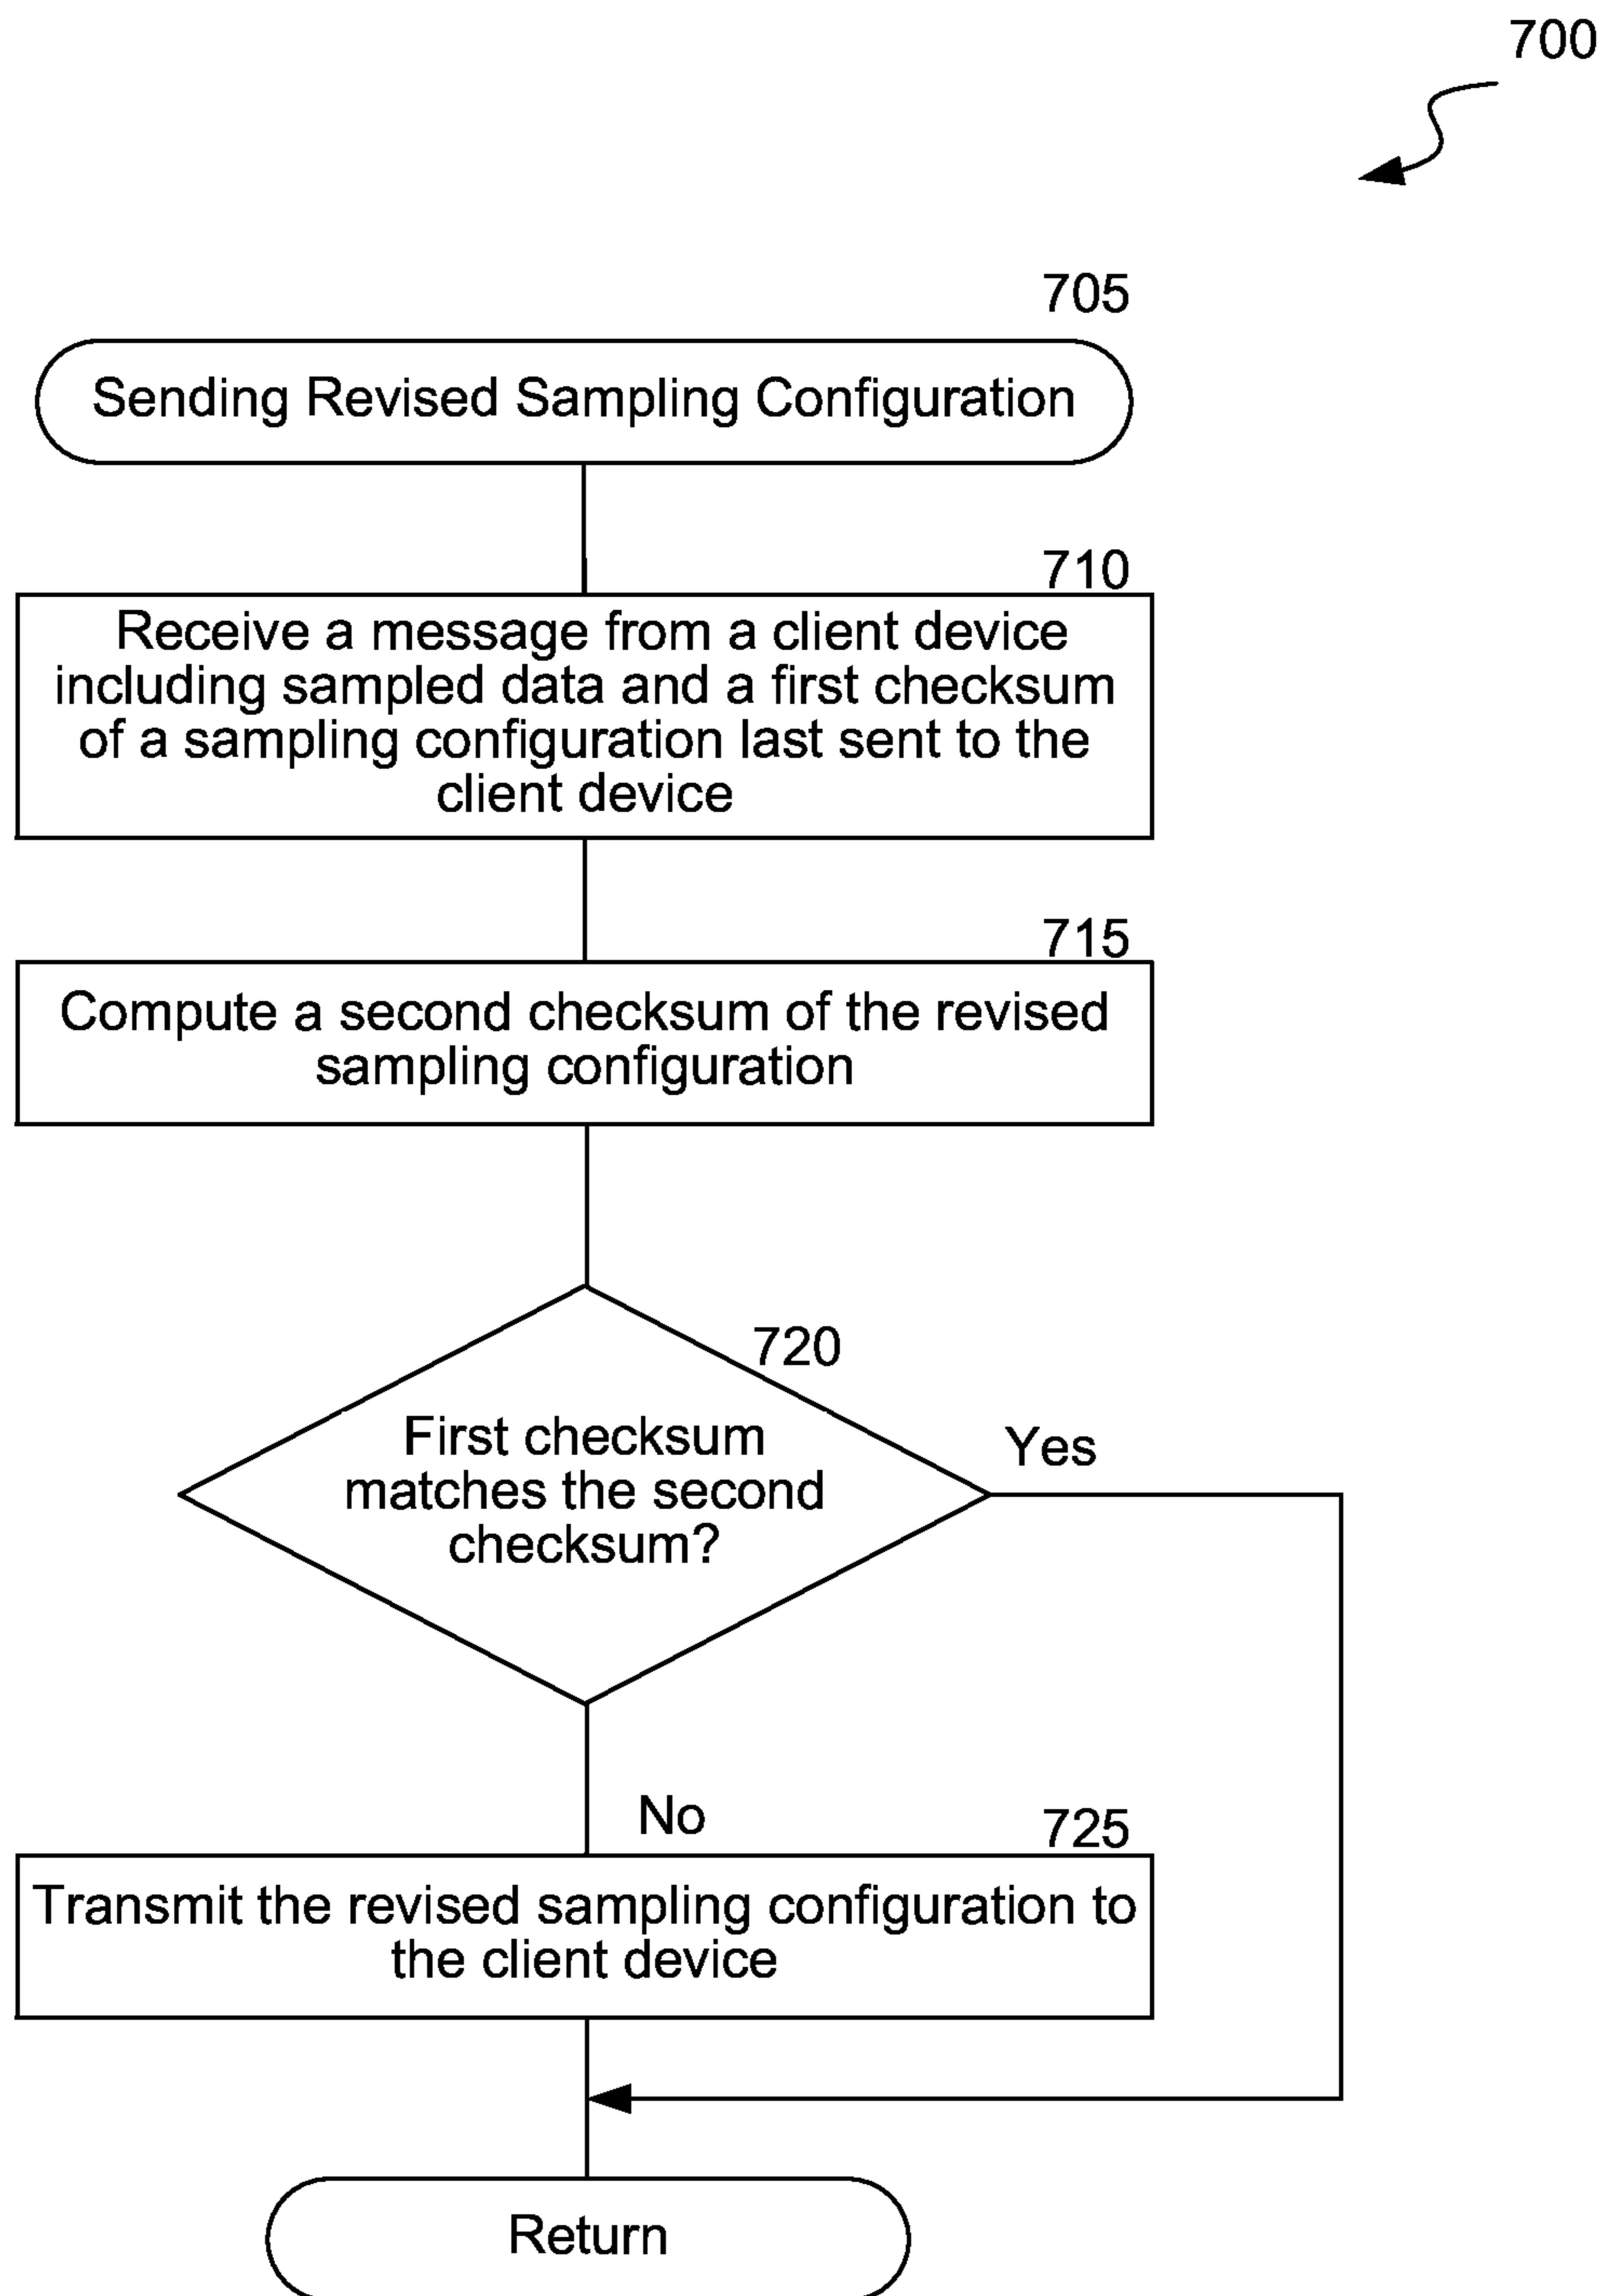 700
705
Sending Revised Sampling Configuration
710
Receive a message from a client device
including sampled data and a first checksum
of a sampling configuration last sent to the
client device
715
Compute a second checksum of the revised
sampling configuration
720
First checksum
matches the second
checksum?
Yes
No
725
Transmit the revised sampling configuration to
the client device
Return